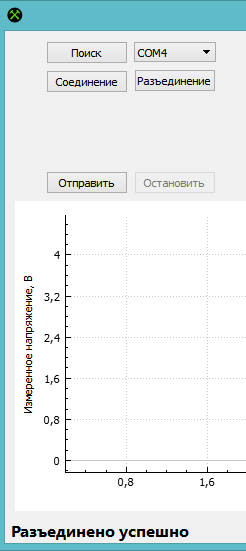 Поиск
COM4
Соединение
Разъединение
Отправить
Остановить
Измеренное напряжение, В
4
3,2
2,4
1,6
0,8
0
0,8
1,6
Разъединено успешно